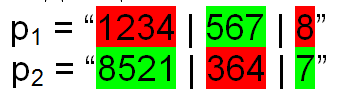 p₁ = “1234 | 567 | 8”
p₂ = “8521 | 364 | 7”